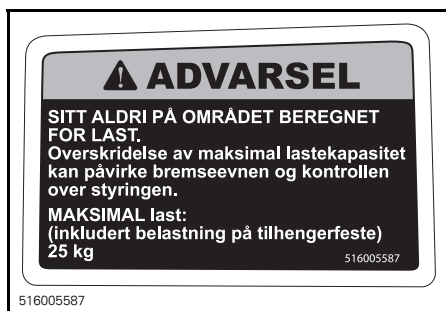 ADVARSEL
SITT ALDRI PÅ OMRÅDET BEREGNET
FOR LAST.
Overskridelse av maksimal lastekapasitet
kan påvirke bremseevnen og kontrollen
over styringen.
MAKSIMAL last:
(inkludert belastning på tilhengerfeste)
25 kg
516005587
516005587